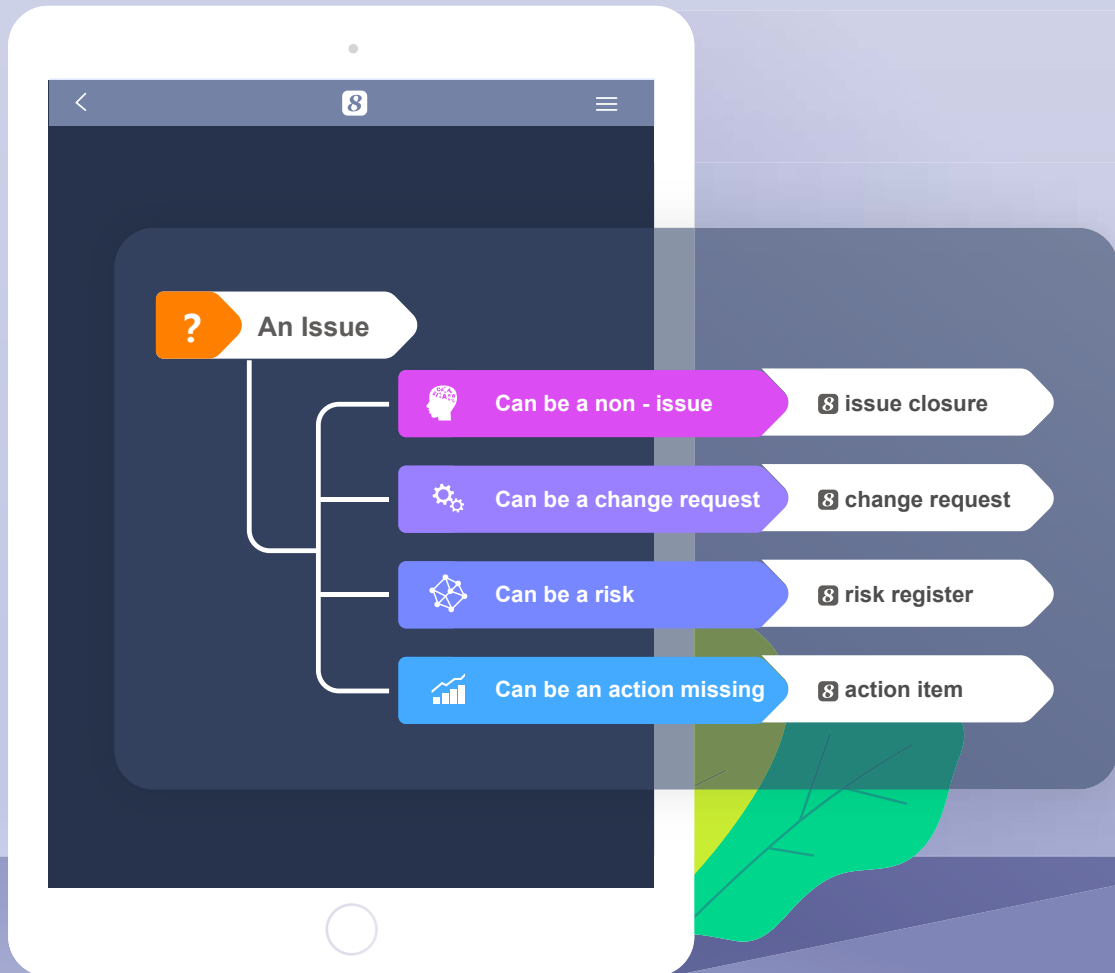 8
? An Issue
Can be a non - issue 8 issue closure
Can be a change request 8 change request
Can be a risk 8 risk register
Can be an action missing 8 action item